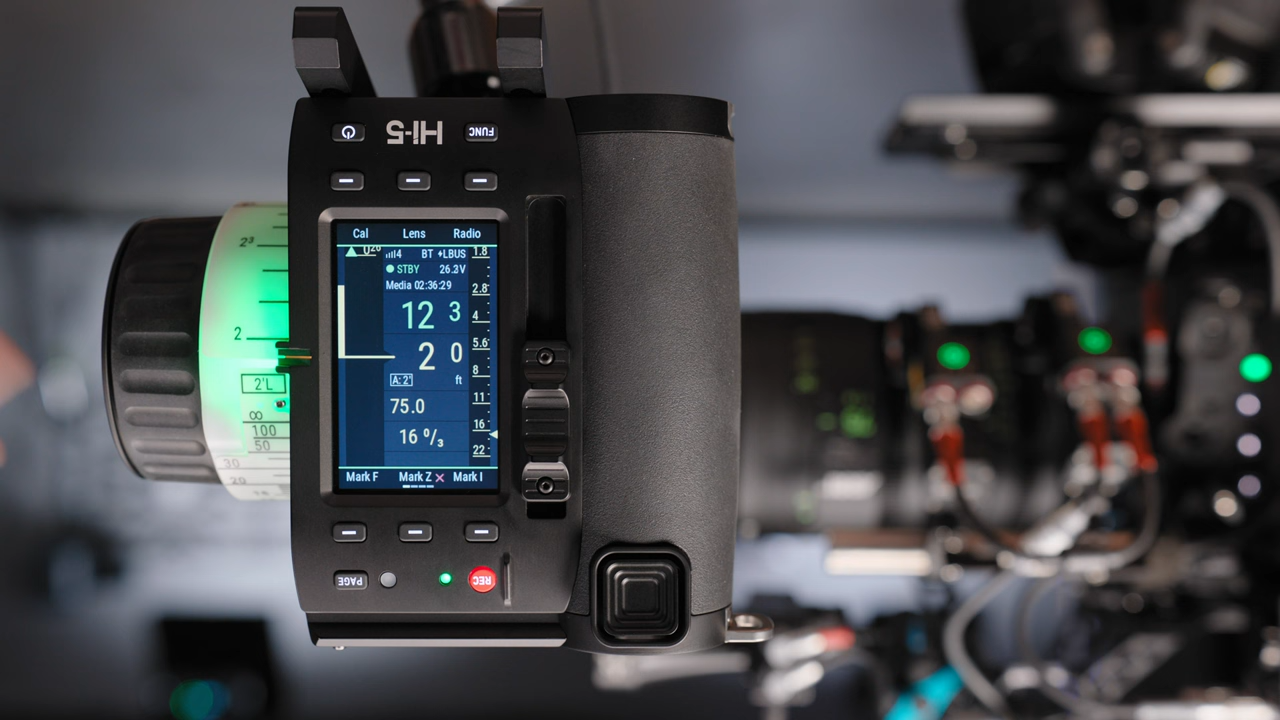 HI-5
FUNC
Cal Lens Radio
4 BT +LBUS
STBY 26.2V
Media 02:36:29
12 3
2 0
A: 2' ft
75.0
16 0/3
1.8
2.8
4
5.6
8
11
16
22
Mark F Mark Z Mark I
PAGE
REC
2³
2
2'L
∞
100
50
30
20